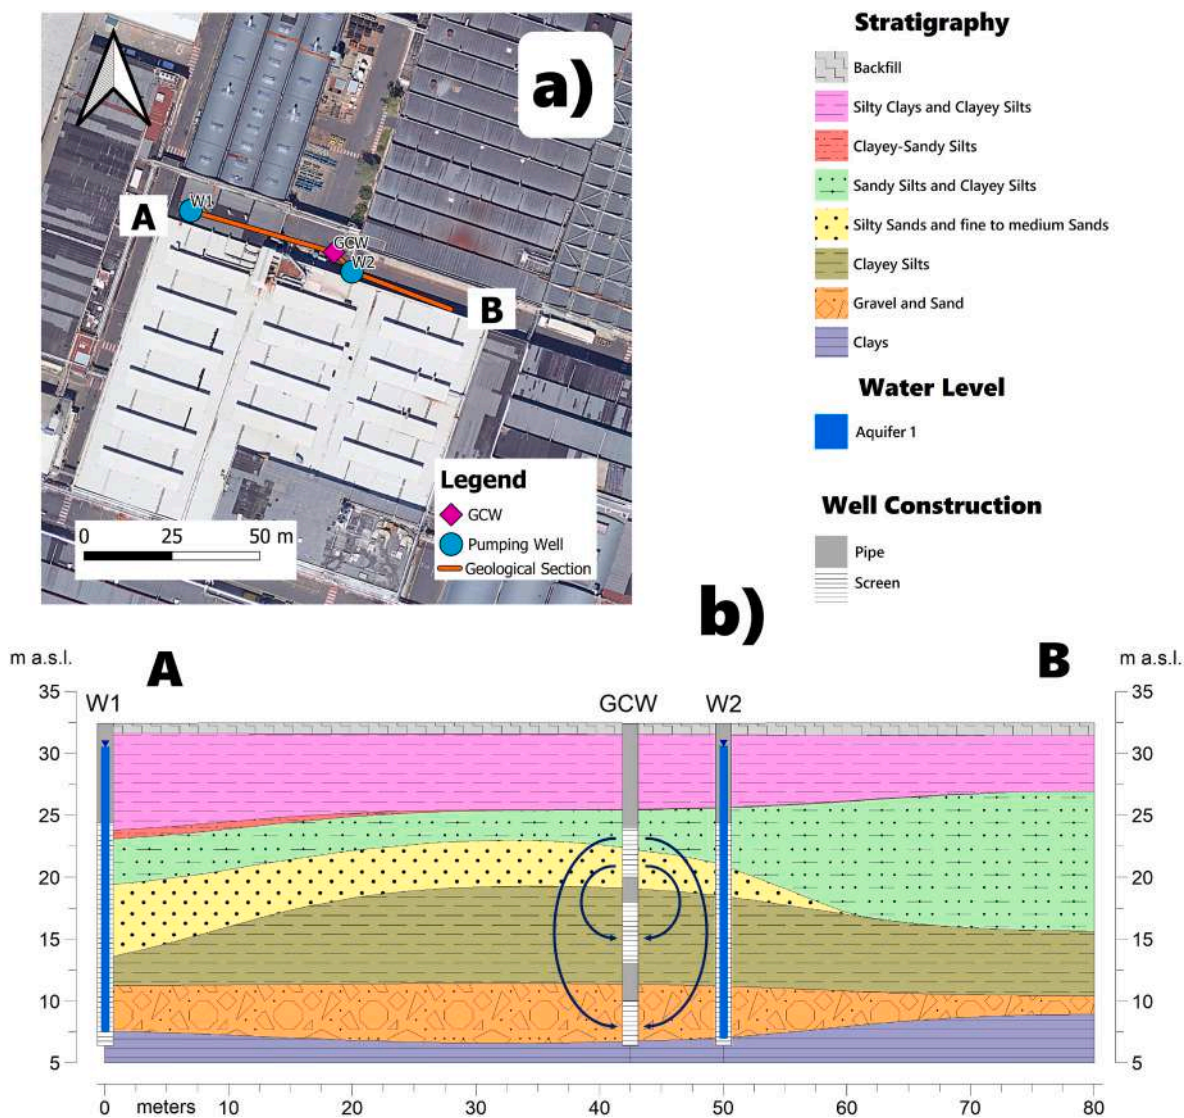 a)
A
W1
GCW
W2
B
Legend
GCW
Pumping Well
Geological Section
0 25 50 m
Stratigraphy
Backfill
Silty Clays and Clayey Silts
Clayey-Sandy Silts
Sandy Silts and Clayey Silts
Silty Sands and fine to medium Sands
Clayey Silts
Gravel and Sand
Clays
Water Level
Aquifer 1
Well Construction
Pipe
Screen
b)
m a.s.l. A B m a.s.l.
W1 GCW W2
35 35
30 30
25 25
20 20
15 15
10 10
5 5
0 meters 10 20 30 40 50 60 70 80